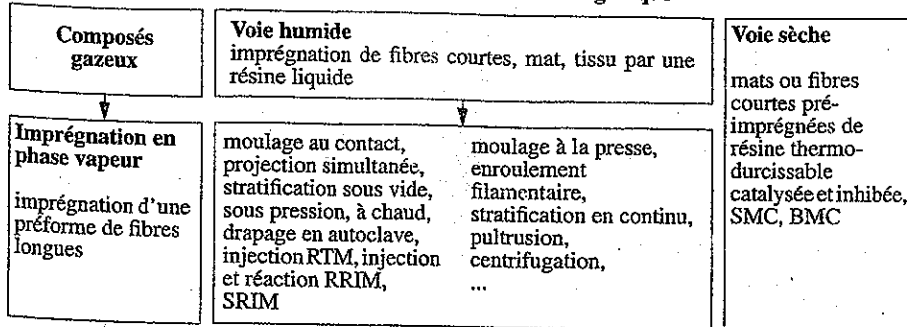 Composés
gazeux
Voie humide
imprégnation de fibres courtes, mat, tissu par une
résine liquide
Voie sèche
mats ou fibres
courtes pré-
imprégnées de
résine thermo-
durcissable
catalysée et inhibée,
SMC, BMC
Imprégnation en
phase vapeur
imprégnation d'une
préforme de fibres
longues
moulage au contact,
projection simultanée,
stratification sous vide,
sous pression, à chaud,
drapage en autoclave,
injection RTM, injection
et réaction RRIM,
SRIM
moulage à la presse,
enroulement
filamentaire,
stratification en continu,
pultrusion,
centrifugation,
...